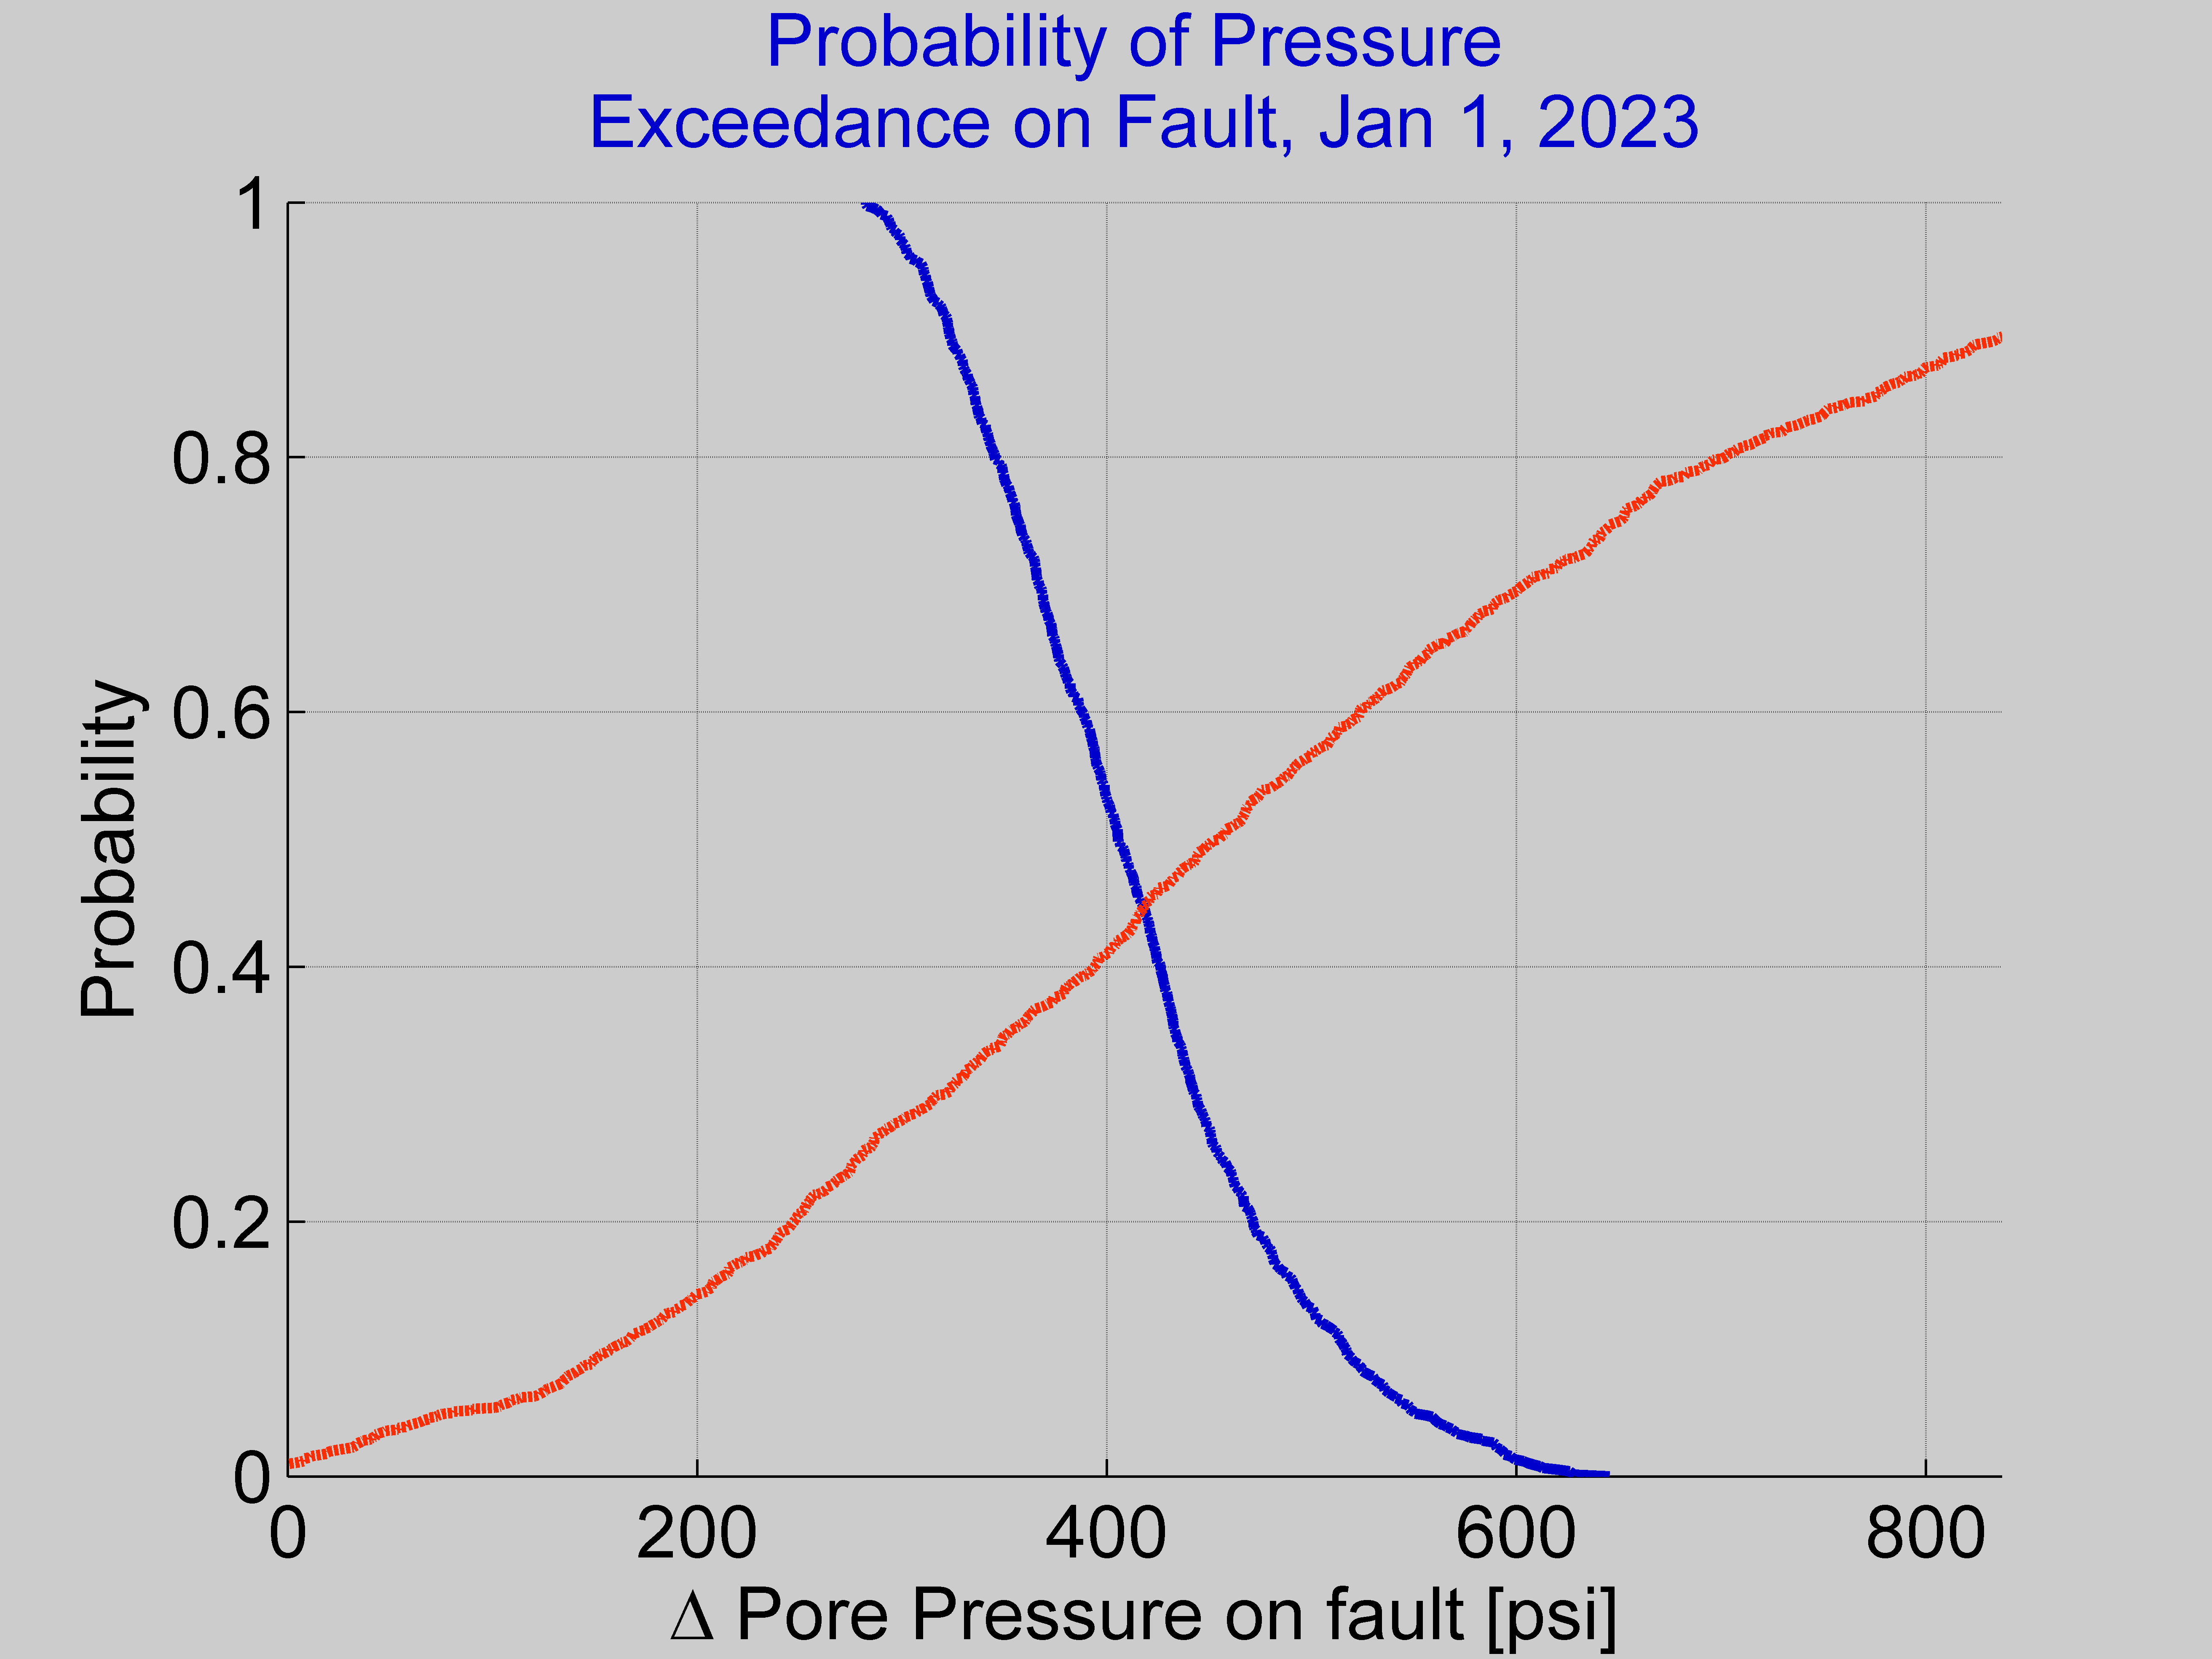 Probability of Pressure
Exceedance on Fault, Jan 1, 2023
1
0.8
0.6
0.4
0.2
0
Probability
0 200 400 600 800
Δ Pore Pressure on fault [psi]